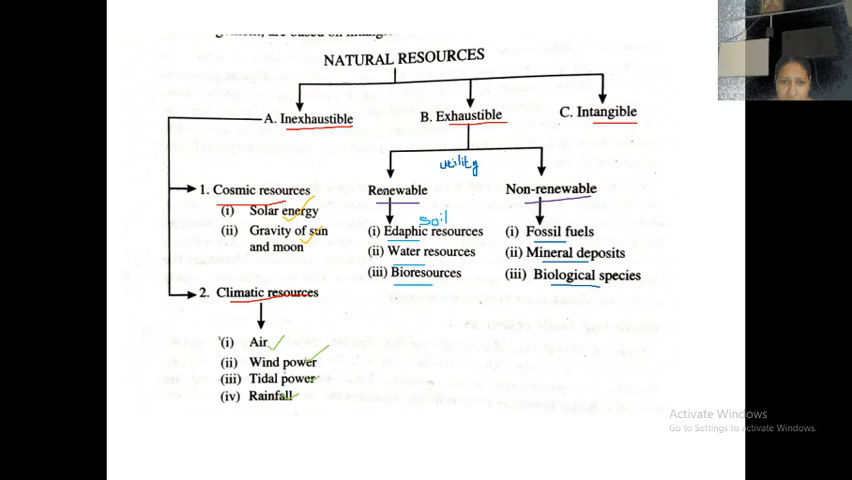 NATURAL RESOURCES
A. Inexhaustible
B. Exhaustible
C. Intangible
utility
1. Cosmic resources
(i) Solar energy
(ii) Gravity of sun
and moon
Renewable
soil
(i) Edaphic resources
(ii) Water resources
(iii) Bioresources
Non-renewable
(i) Fossil fuels
(ii) Mineral deposits
(iii) Biological species
2. Climatic resources
(i) Air
(ii) Wind power
(iii) Tidal power
(iv) Rainfall
Activate Windows
Go to Settings to activate Windows.